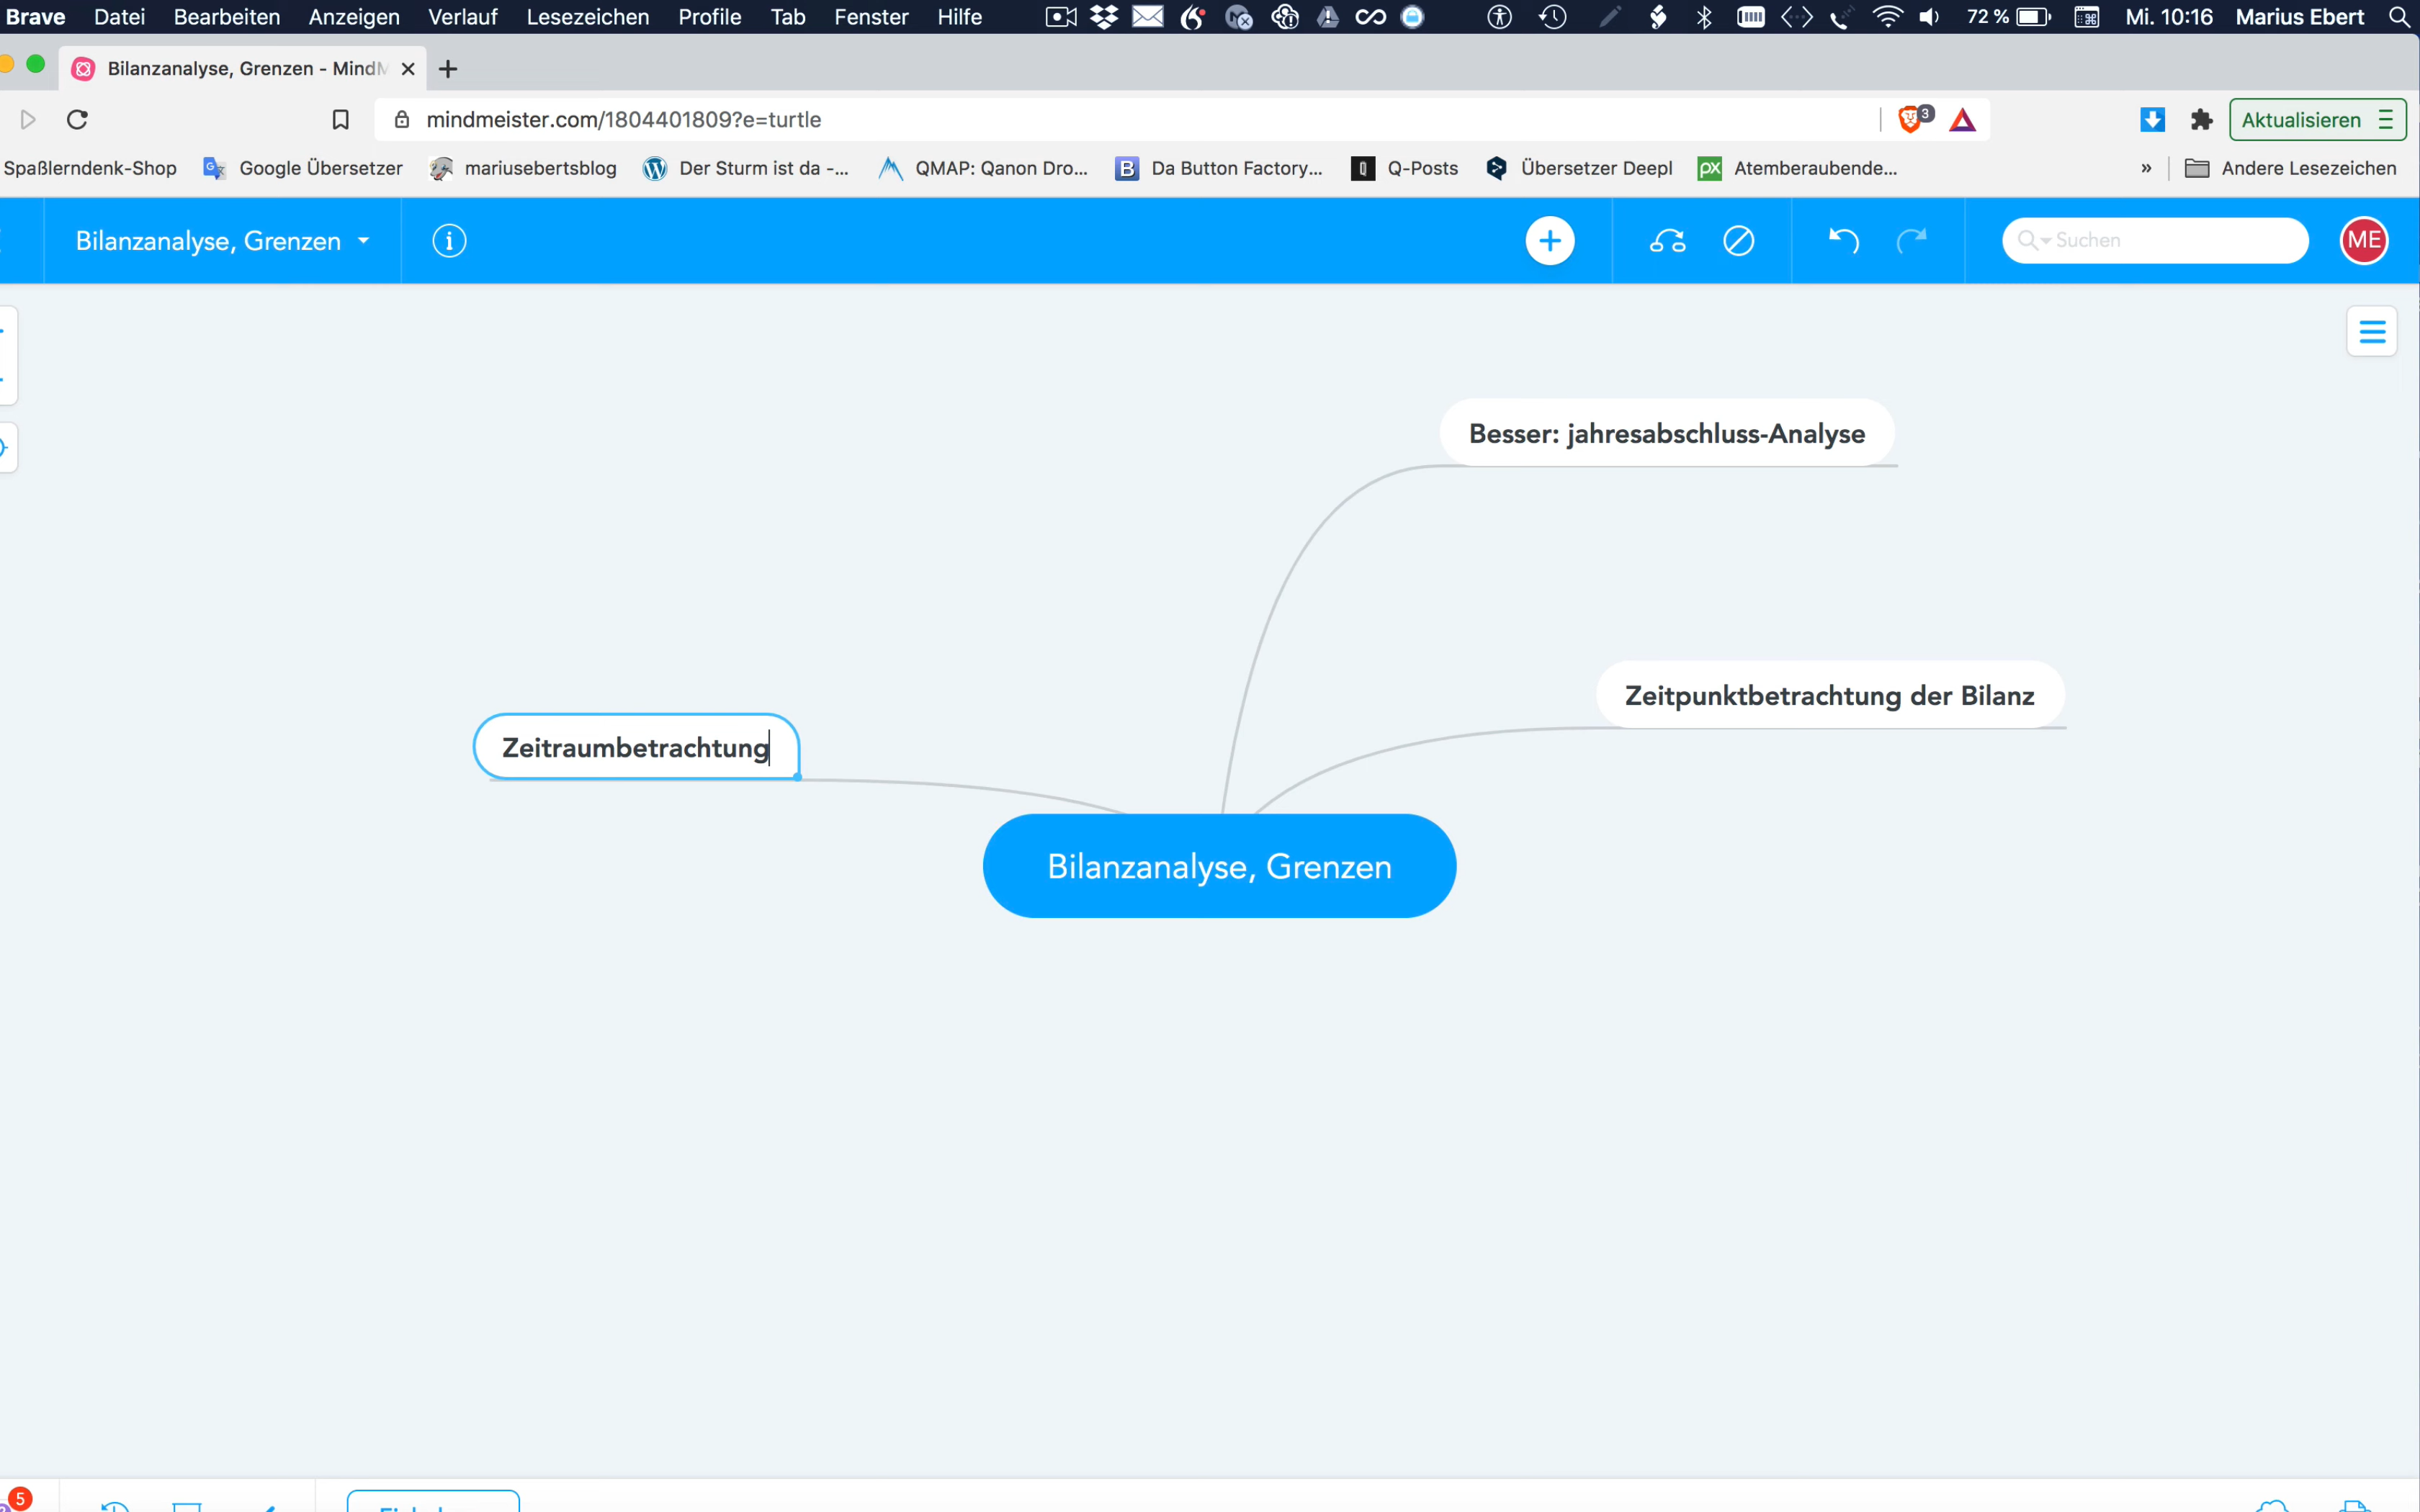 Brave Datei Bearbeiten Anzeigen Verlauf Lesezeichen Profile Tab Fenster Hilfe 72 % Mi. 10:16 Marius Ebert
Bilanzanalyse, Grenzen - MindM
mindmeister.com/1804401809?e=turtle 3 Aktualisieren
Spaßlerndenk-Shop Google Übersetzer mariusebertsblog Der Sturm ist da -... QMAP: Qanon Dro... Da Button Factory... Q-Posts Übersetzer Deepl Atemberaubende... » Andere Lesezeichen
Bilanzanalyse, Grenzen Suchen ME
Besser: jahresabschluss-Analyse
Zeitpunktbetrachtung der Bilanz
Zeitraumbetrachtung
Bilanzanalyse, Grenzen
5